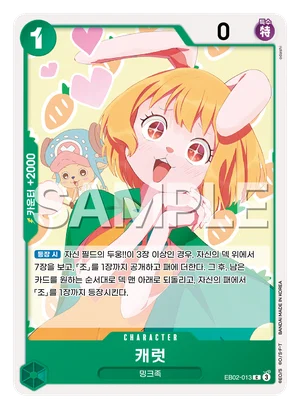 1
0
특수
特
카운터 +2000
SAMPLE
등장 시 자신 필드의 두웅!!이 3장 이상인 경우, 자신의 덱 위에서
7장을 보고, 「조」를 1장까지 공개하고 패에 더한다. 그 후, 남은
카드를 원하는 순서대로 덱 맨 아래로 되돌리고, 자신의 패에서
「조」를 1장까지 등장시킨다.
CHARACTER
캐럿
밍크족
EB02-013
R
3
BANDAI MADE IN KOREA